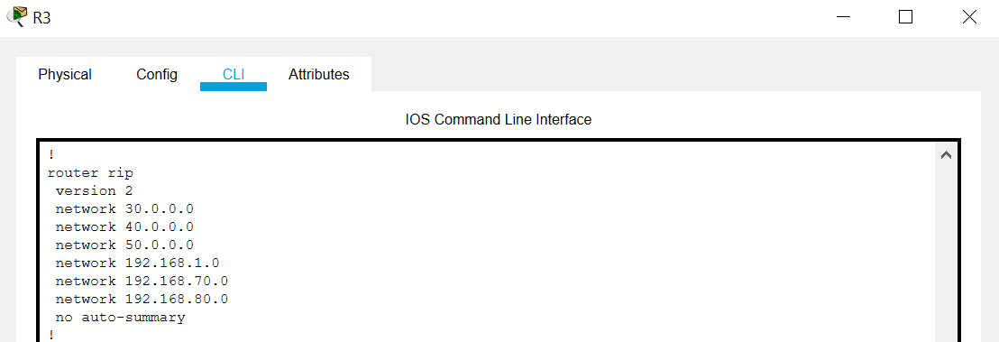 R3
Physical Config CLI Attributes
IOS Command Line Interface
!
router rip
version 2
network 30.0.0.0
network 40.0.0.0
network 50.0.0.0
network 192.168.1.0
network 192.168.70.0
network 192.168.80.0
no auto-summary
!